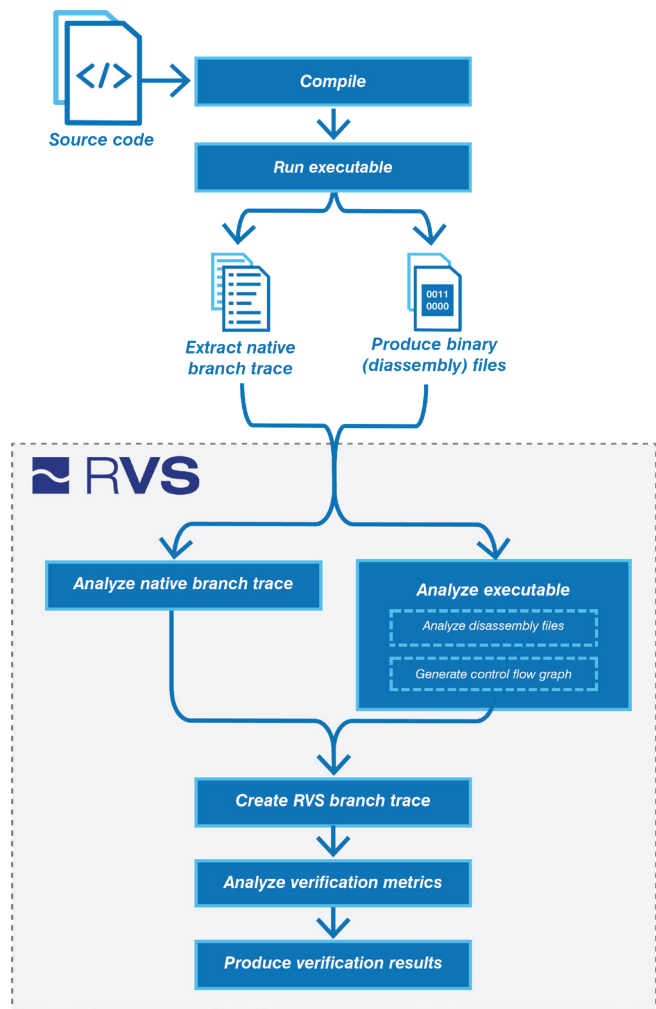 </>
Source code
Compile
Run executable
0011
0000
Extract native
branch trace
Produce binary
(diassembly) files
RVS
Analyze native branch trace
Analyze executable
Analyze disassembly files
Generate control flow graph
Create RVS branch trace
Analyze verification metrics
Produce verification results